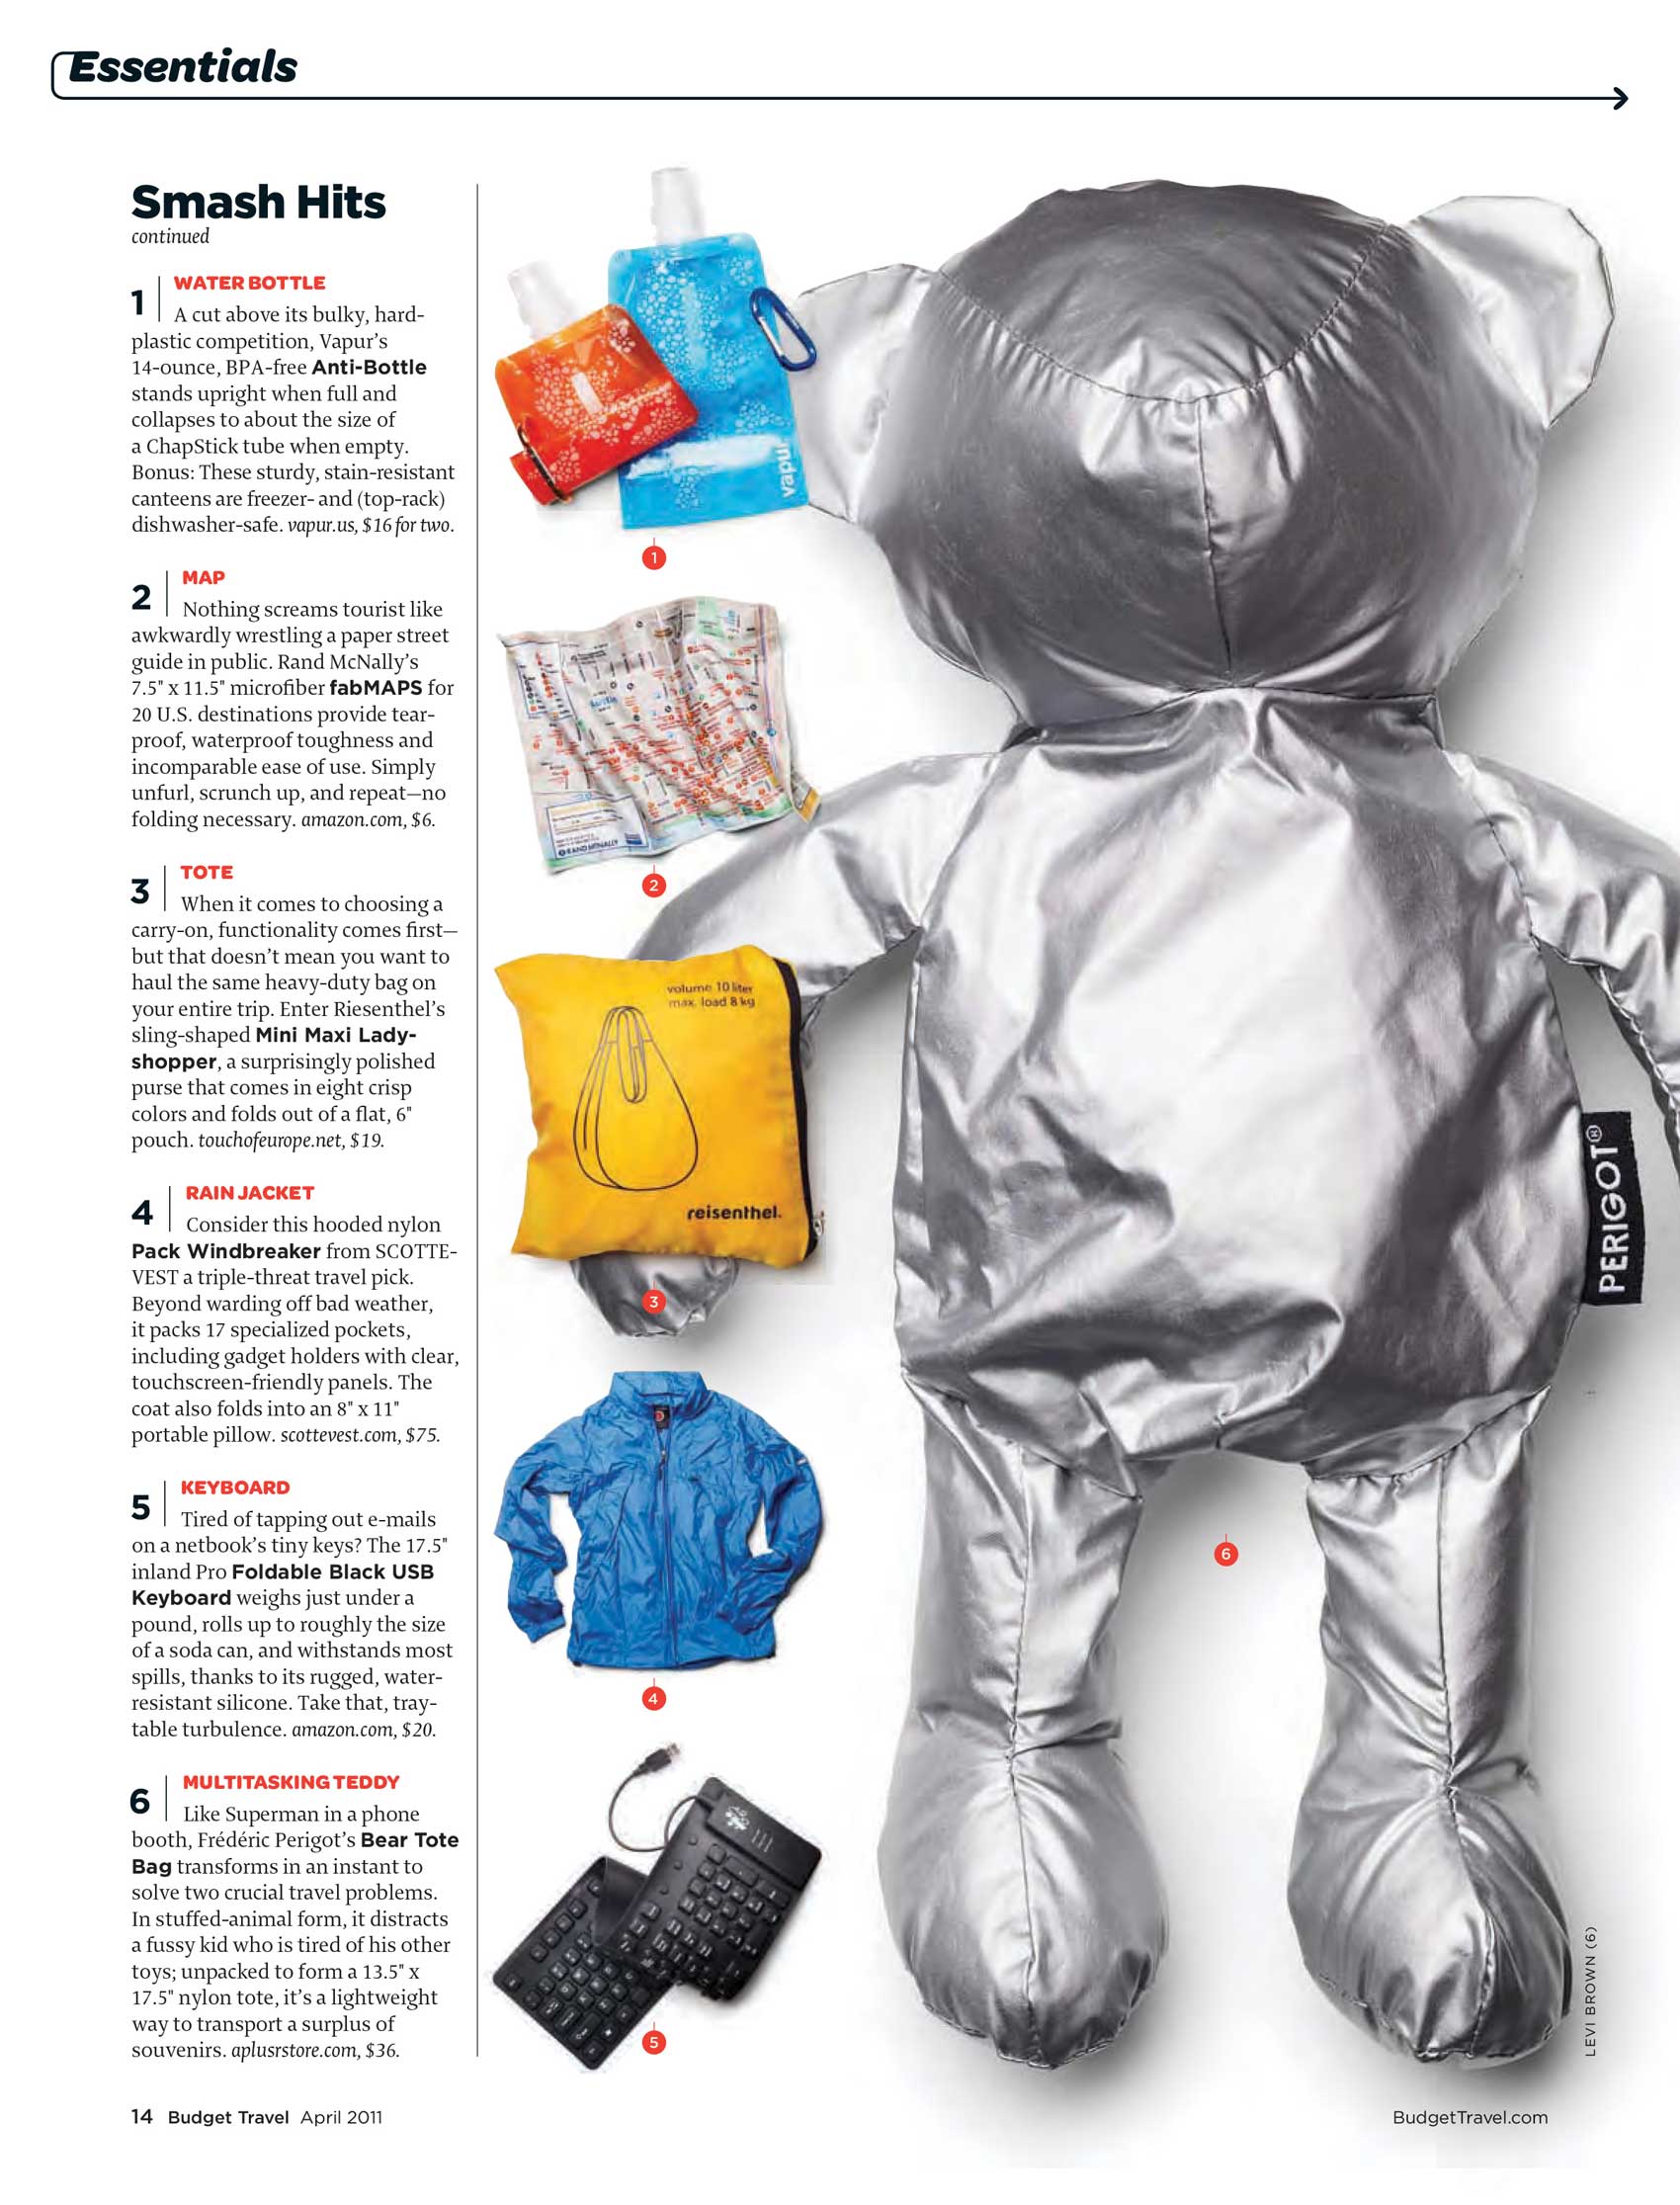 Essentials
Smash Hits
continued
1 WATER BOTTLE
A cut above its bulky, hard-
plastic competition, Vapur’s
14-ounce, BPA-free Anti-Bottle
stands upright when full and
collapses to about the size of
a ChapStick tube when empty.
Bonus: These sturdy, stain-resistant
canteens are freezer- and (top-rack)
dishwasher-safe. vapur.us, $16 for two.
2 MAP
Nothing screams tourist like
awkwardly wrestling a paper street
guide in public. Rand McNally’s
7.5" x 11.5" microfiber fabMAPS for
20 U.S. destinations provide tear-
proof, waterproof toughness and
incomparable ease of use. Simply
unfurl, scrunch up, and repeat—no
folding necessary. amazon.com, $6.
3 TOTE
When it comes to choosing a
carry-on, functionality comes first—
but that doesn’t mean you want to
haul the same heavy-duty bag on
your entire trip. Enter Riesenthel’s
sling-shaped Mini Maxi Lady-
shopper, a surprisingly polished
purse that comes in eight crisp
colors and folds out of a flat, 6"
pouch. touchofeurope.net, $19.
4 RAIN JACKET
Consider this hooded nylon
Pack Windbreaker from SCOTTE-
VEST a triple-threat travel pick.
Beyond warding off bad weather,
it packs 17 specialized pockets,
including gadget holders with clear,
touchscreen-friendly panels. The
coat also folds into an 8" x 11"
portable pillow. scottevest.com, $75.
5 KEYBOARD
Tired of tapping out e-mails
on a netbook’s tiny keys? The 17.5"
inland Pro Foldable Black USB
Keyboard weighs just under a
pound, rolls up to roughly the size
of a soda can, and withstands most
spills, thanks to its rugged, water-
resistant silicone. Take that, tray-
table turbulence. amazon.com, $20.
6 MULTITASKING TEDDY
Like Superman in a phone
booth, Frédéric Perigot’s Bear Tote
Bag transforms in an instant to
solve two crucial travel problems.
In stuffed-animal form, it distracts
a fussy kid who is tired of his other
toys; unpacked to form a 13.5" x
17.5" nylon tote, it’s a lightweight
way to transport a surplus of
souvenirs. aplusrstore.com, $36.
vapur
1
RAND MCNALLY
2
volume 10 liter
max. load 8 kg
reisenthel.
3
4
5
6
PERIGOT®
LEVI BROWN (6)
14 Budget Travel April 2011
BudgetTravel.com